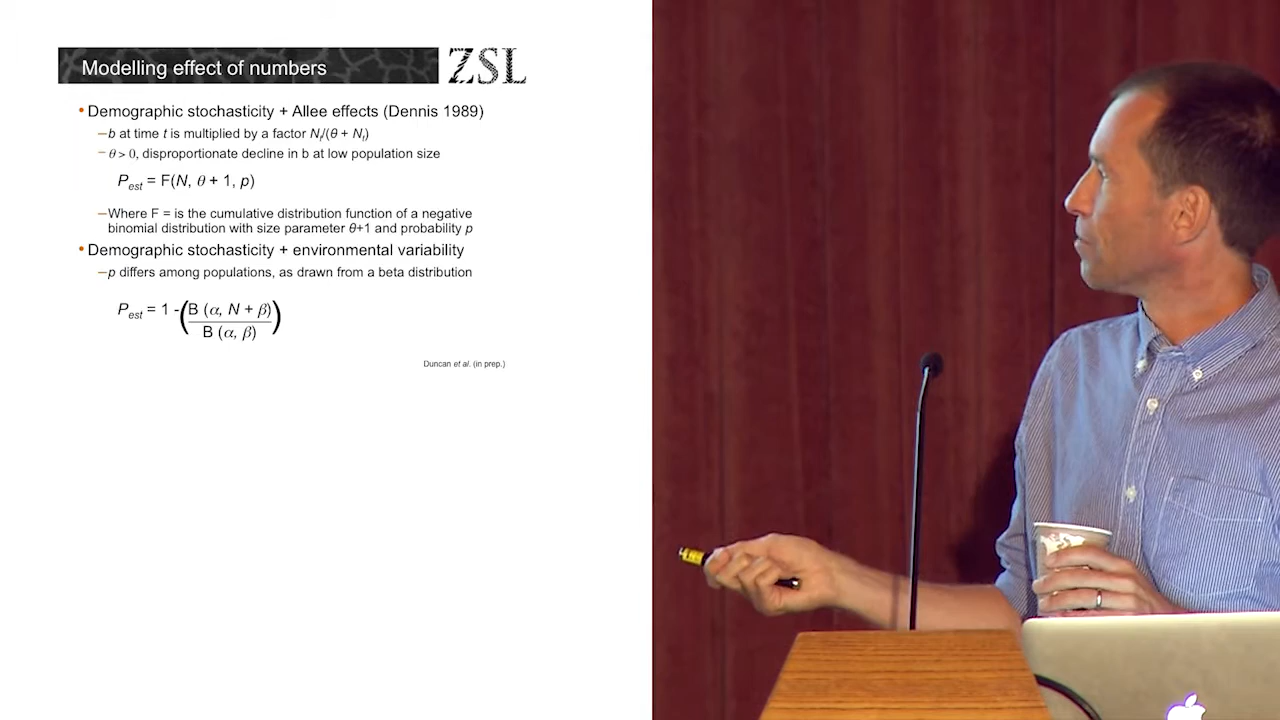 Modelling effect of numbers
ZSL
• Demographic stochasticity + Allee effects (Dennis 1989)
–b at time t is multiplied by a factor Nᵢ/(θ + Nᵢ)
– θ > 0, disproportionate decline in b at low population size
Pest = F(N, θ + 1, p)
–Where F = is the cumulative distribution function of a negative
binomial distribution with size parameter θ+1 and probability p
• Demographic stochasticity + environmental variability
–p differs among populations, as drawn from a beta distribution
Pest = 1 -(B (α, N + β)
B (α, β))
Duncan et al. (in prep.)